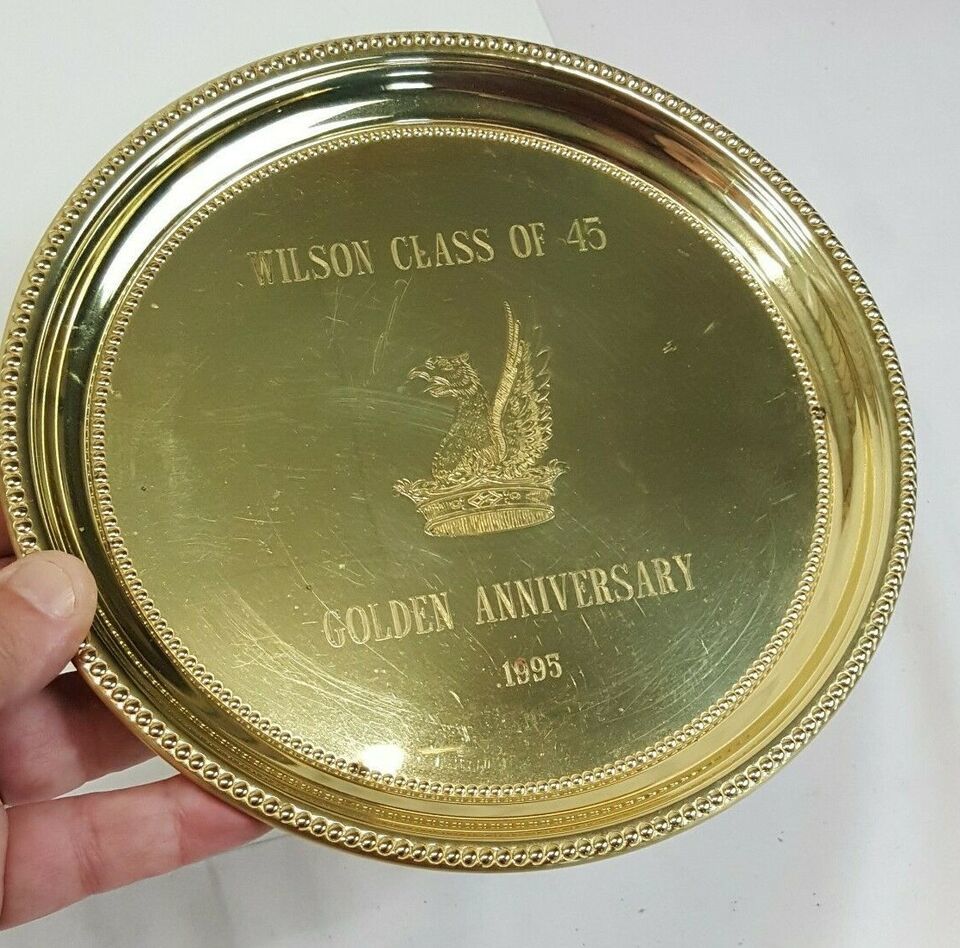 WILSON CLASS OF 45
GOLDEN ANNIVERSARY
1995